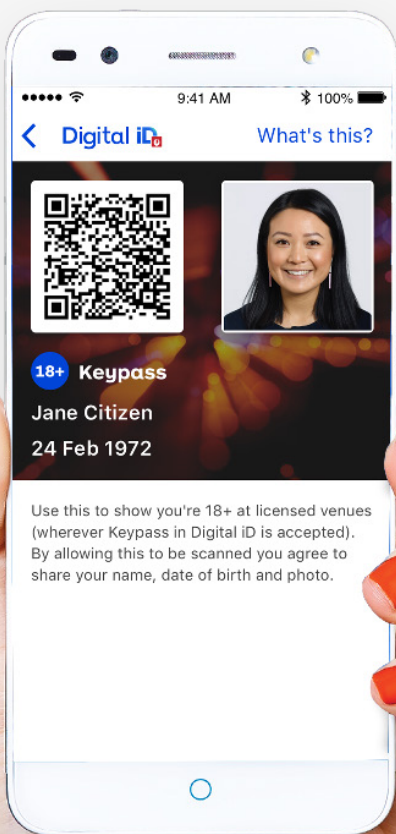 9:41 AM
100%
Digital iD
What's this?
18+ Keypass
Jane Citizen
24 Feb 1972
Use this to show you're 18+ at licensed venues
(wherever Keypass in Digital iD is accepted).
By allowing this to be scanned you agree to
share your name, date of birth and photo.